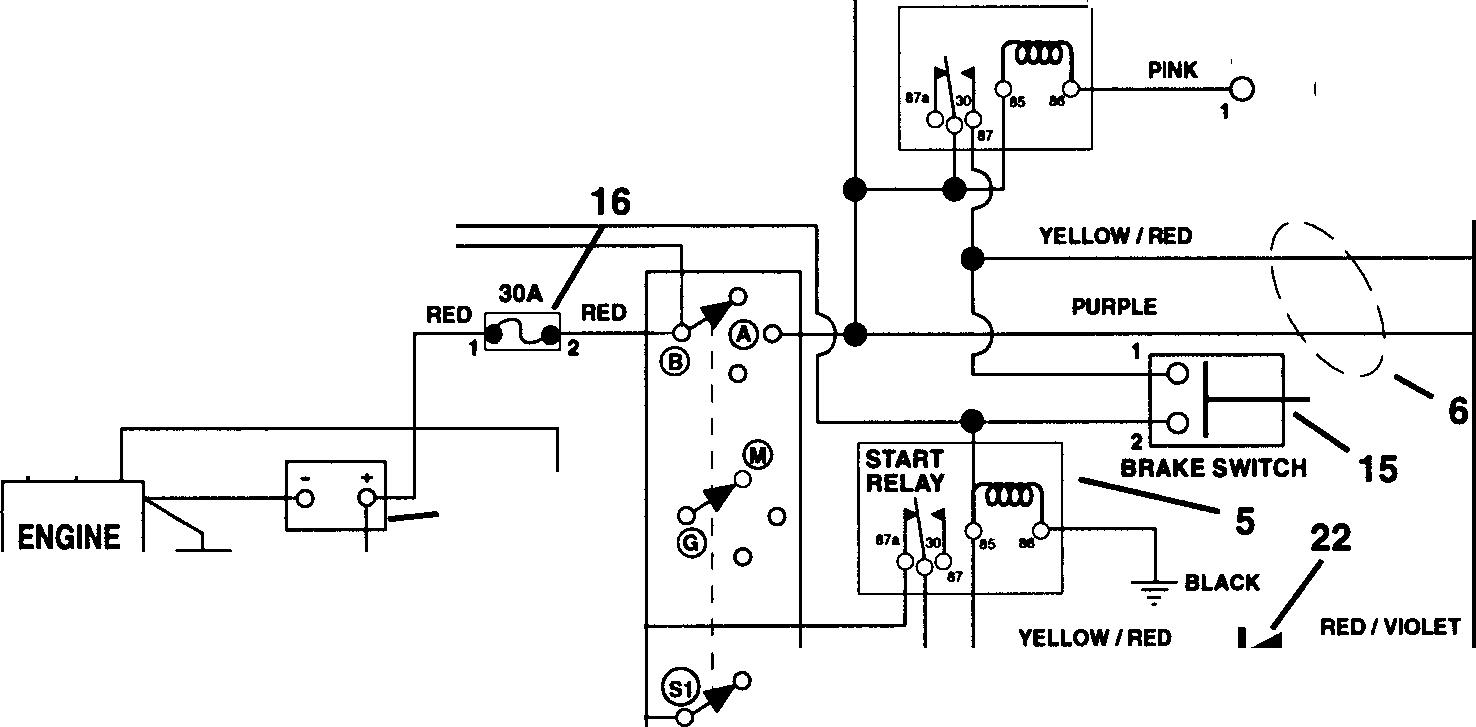 PINK
87a
30
85
86
1
87
16
YELLOW / RED
30A
RED
RED
PURPLE
1
2
A
B
1
6
M
START
RELAY
2
BRAKE SWITCH
15
-
+
5
ENGINE
G
87a
30
85
86
22
87
BLACK
YELLOW / RED
RED / VIOLET
S1